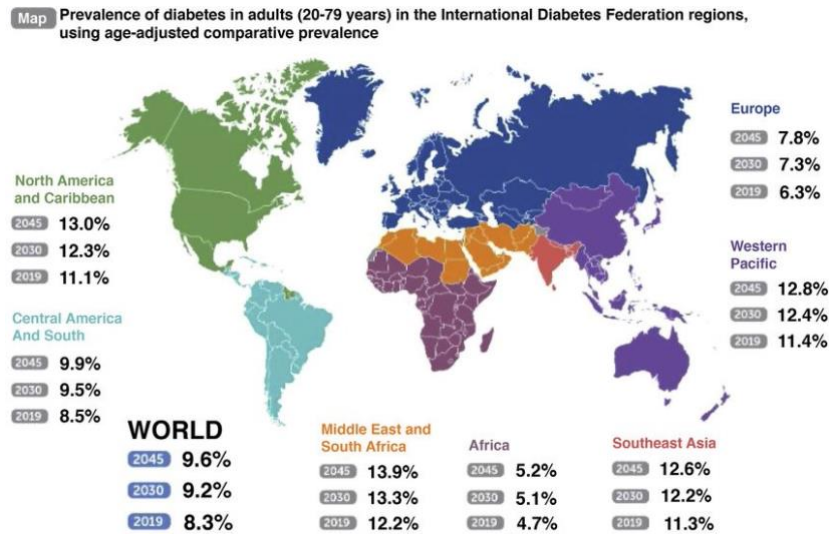 Map Prevalence of diabetes in adults (20-79 years) in the International Diabetes Federation regions,
using age-adjusted comparative prevalence
North America
and Caribbean
2045 13.0%
2030 12.3%
2019 11.1%
Central America
And South
2045 9.9%
2030 9.5%
2019 8.5%
WORLD
2045 9.6%
2030 9.2%
2019 8.3%
Middle East and
South Africa
2045 13.9%
2030 13.3%
2019 12.2%
Africa
2045 5.2%
2030 5.1%
2019 4.7%
Southeast Asia
2045 12.6%
2030 12.2%
2019 11.3%
Europe
2045 7.8%
2030 7.3%
2019 6.3%
Western
Pacific
2045 12.8%
2030 12.4%
2019 11.4%